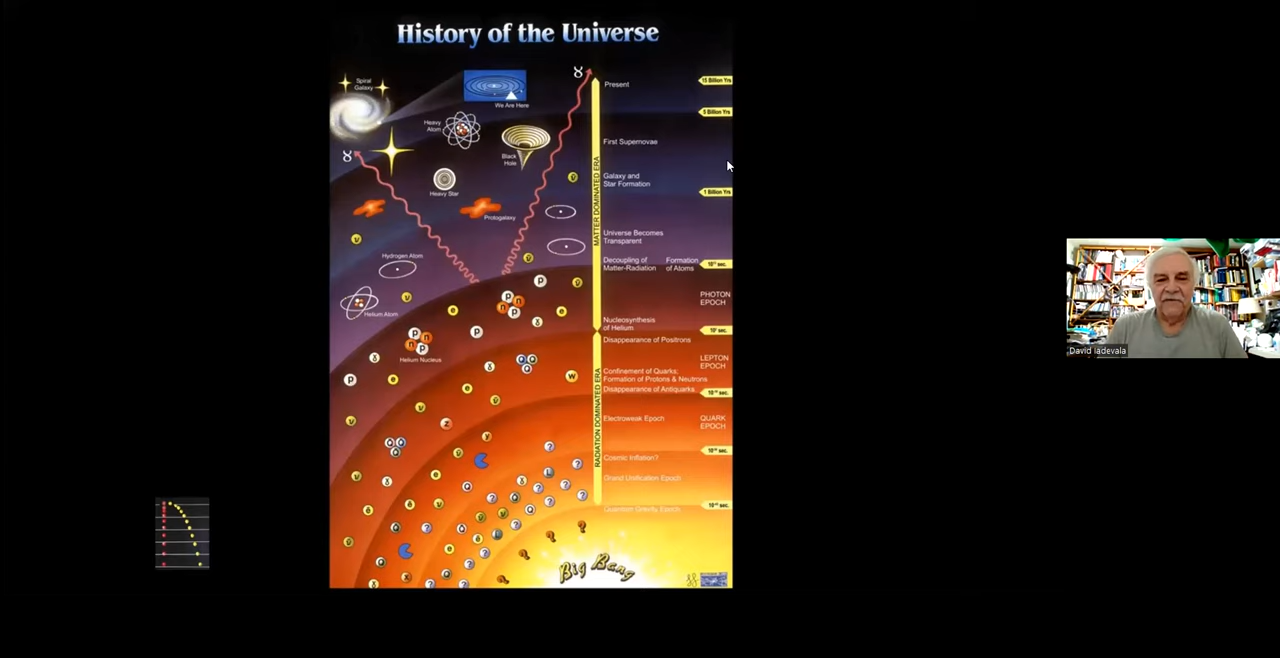 History of the Universe
Spiral
Galaxy
We Are Here
Present
15 Billion Yrs
5 Billion Yrs
Heavy
Atom
Black
Hole
First Supernovae
Heavy Star
Galaxy and
Star Formation
1 Billion Yrs
MATTER DOMINATED ERA
Protogalaxy
Universe Becomes
Transparent
Hydrogen Atom
Decoupling of
Matter-Radiation
Formation
of Atoms
PHOTON
EPOCH
Helium Atom
Nucleosynthesis
of Helium
Disappearance of Positrons
Helium Nucleus
LEPTON
EPOCH
Confinement of Quarks;
Formation of Protons & Neutrons
Disappearance of Antiquarks
RADIATION DOMINATED ERA
Electroweak Epoch
QUARK
EPOCH
Cosmic Inflation?
Grand Unification Epoch
Quantum Gravity Epoch
Big Bang
David Iadevaia